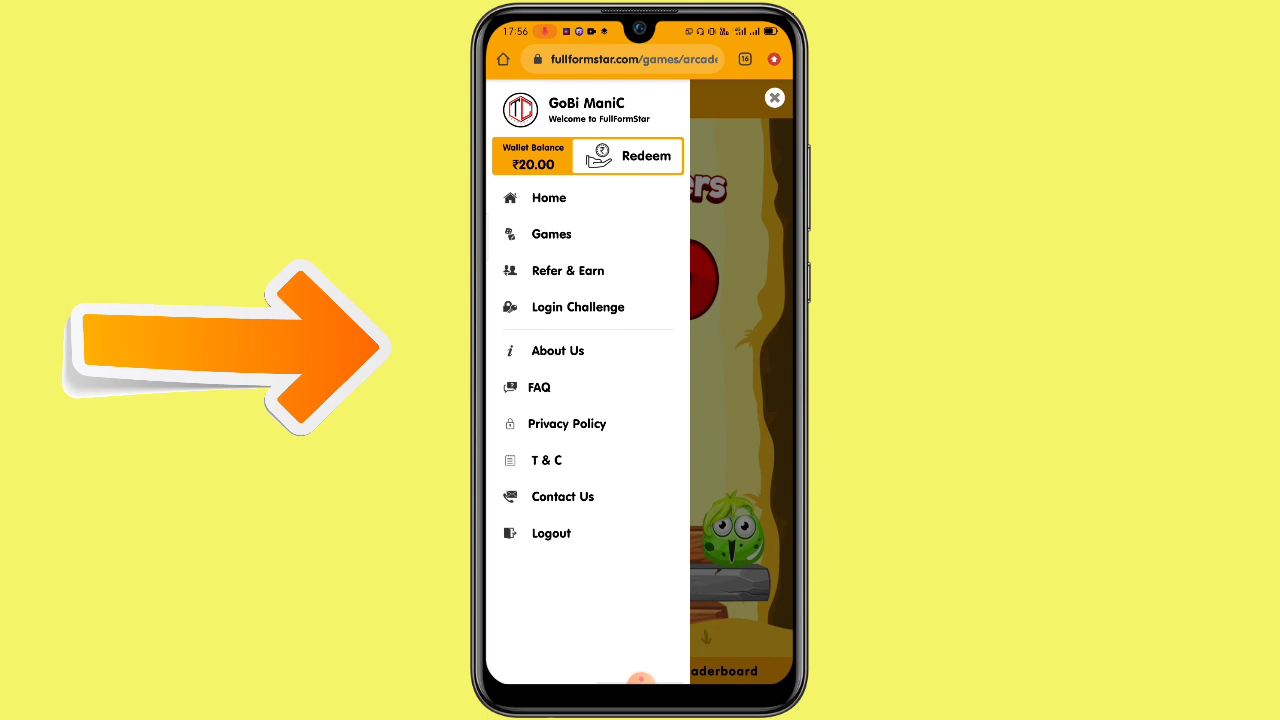 17:56
fullformstar.com/games/arcade
16
GoBi ManiC
Welcome to FullFormStar
Wallet Balance
₹20.00
Redeem
Home
Games
Refer & Earn
Login Challenge
About Us
FAQ
Privacy Policy
T & C
Contact Us
Logout
ers
aderboard